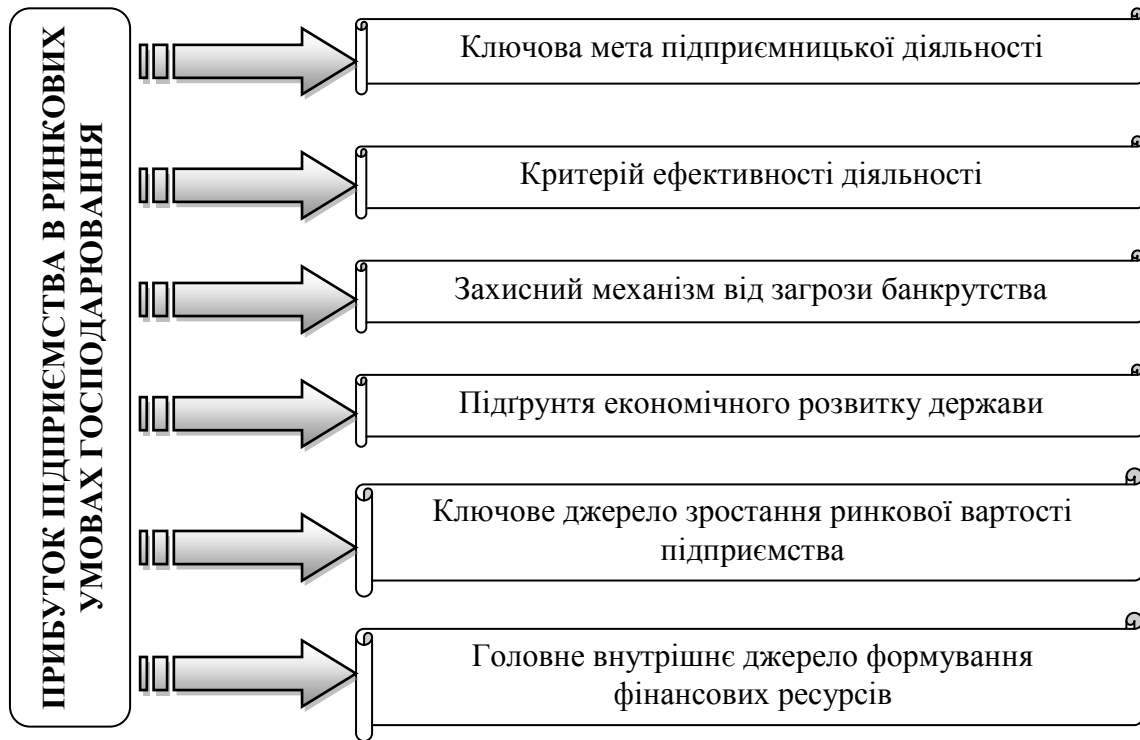 ПРИБУТОК ПІДПРИЄМСТВА В РИНКОВИХ
УМОВАХ ГОСПОДАРЮВАННЯ
Ключова мета підприємницької діяльності
Критерій ефективності діяльності
Захисний механізм від загрози банкрутства
Підґрунтя економічного розвитку держави
Ключове джерело зростання ринкової вартості
підприємства
Головне внутрішнє джерело формування
фінансових ресурсів